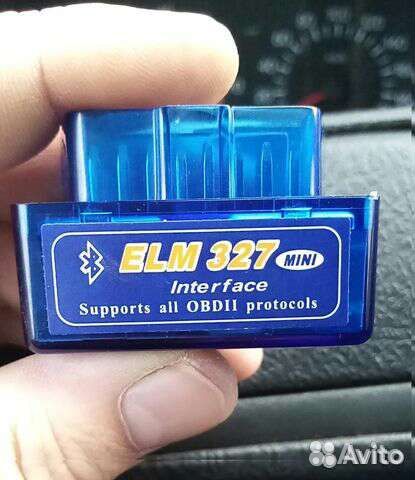 ELM 327 MINI
Interface
Supports all OBDII protocols
Avito